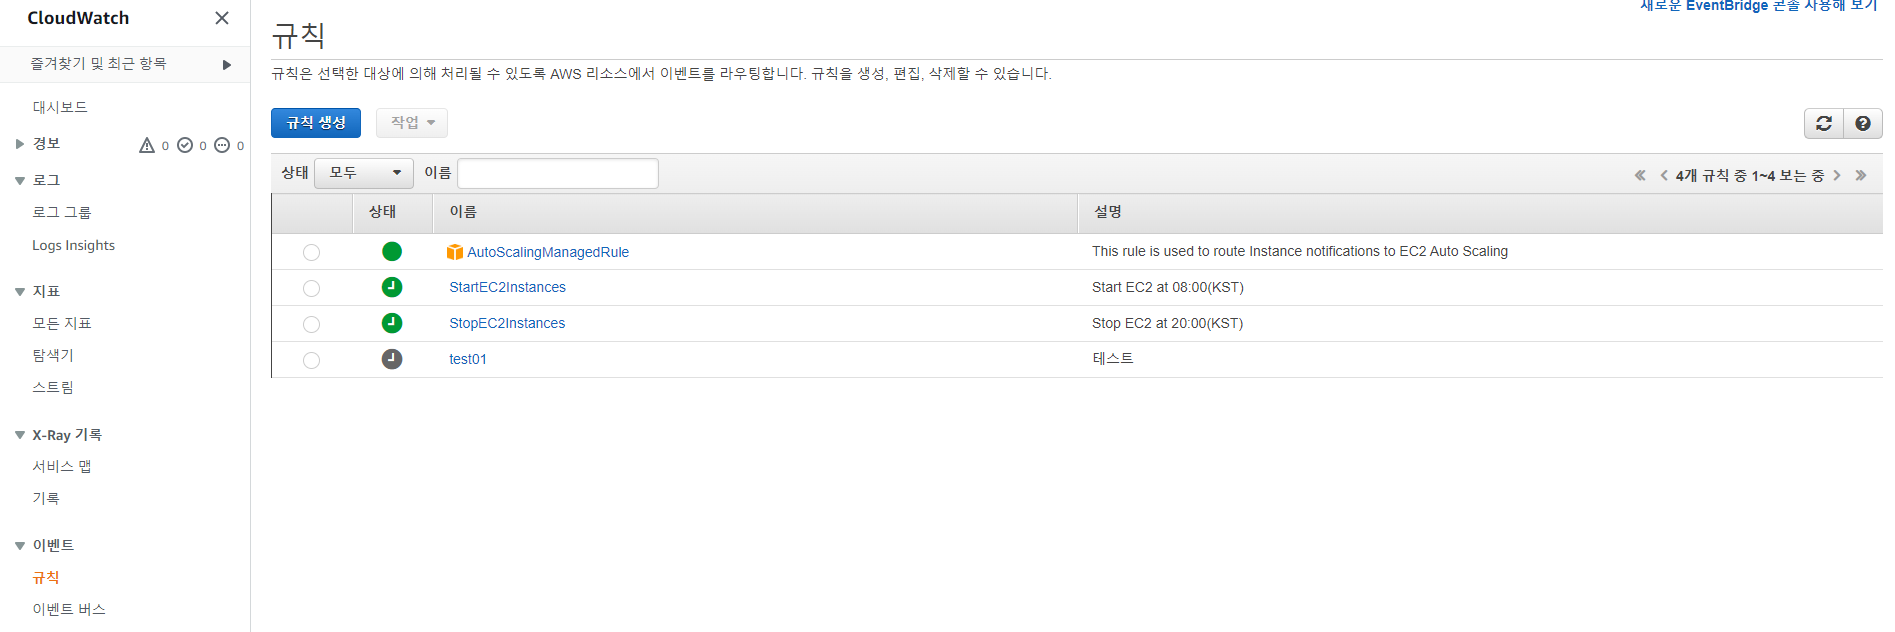 CloudWatch
즐겨찾기 및 최근 항목
대시보드
경보 0 0 0
로그
로그 그룹
Logs Insights
지표
모든 지표
탐색기
스트림
X-Ray 기록
서비스 맵
기록
이벤트
규칙
이벤트 버스
새로운 EventBridge 콘솔 사용해 보기
규칙
규칙은 선택한 대상에 의해 처리될 수 있도록 AWS 리소스에서 이벤트를 라우팅합니다. 규칙을 생성, 편집, 삭제할 수 있습니다.
규칙 생성 작업
상태 모두 이름 « < 4개 규칙 중 1~4 보는 중 > »
상태 이름 설명
AutoScalingManagedRule This rule is used to route Instance notifications to EC2 Auto Scaling
StartEC2Instances Start EC2 at 08:00(KST)
StopEC2Instances Stop EC2 at 20:00(KST)
test01 테스트